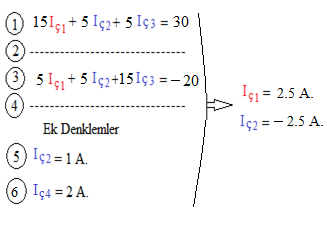 1 15Iç1 + 5 Iç2 + 5 Iç3 = 30
2 ----------------------------------
3 5 Iç1 + 5 Iç2 +15Iç3 = − 20
4 ----------------------------------
Ek Denklemler
5 Iç2 = 1 A.
6 Iç4 = 2 A.
Iç1 = 2.5 A.
Iç2 = − 2.5 A.